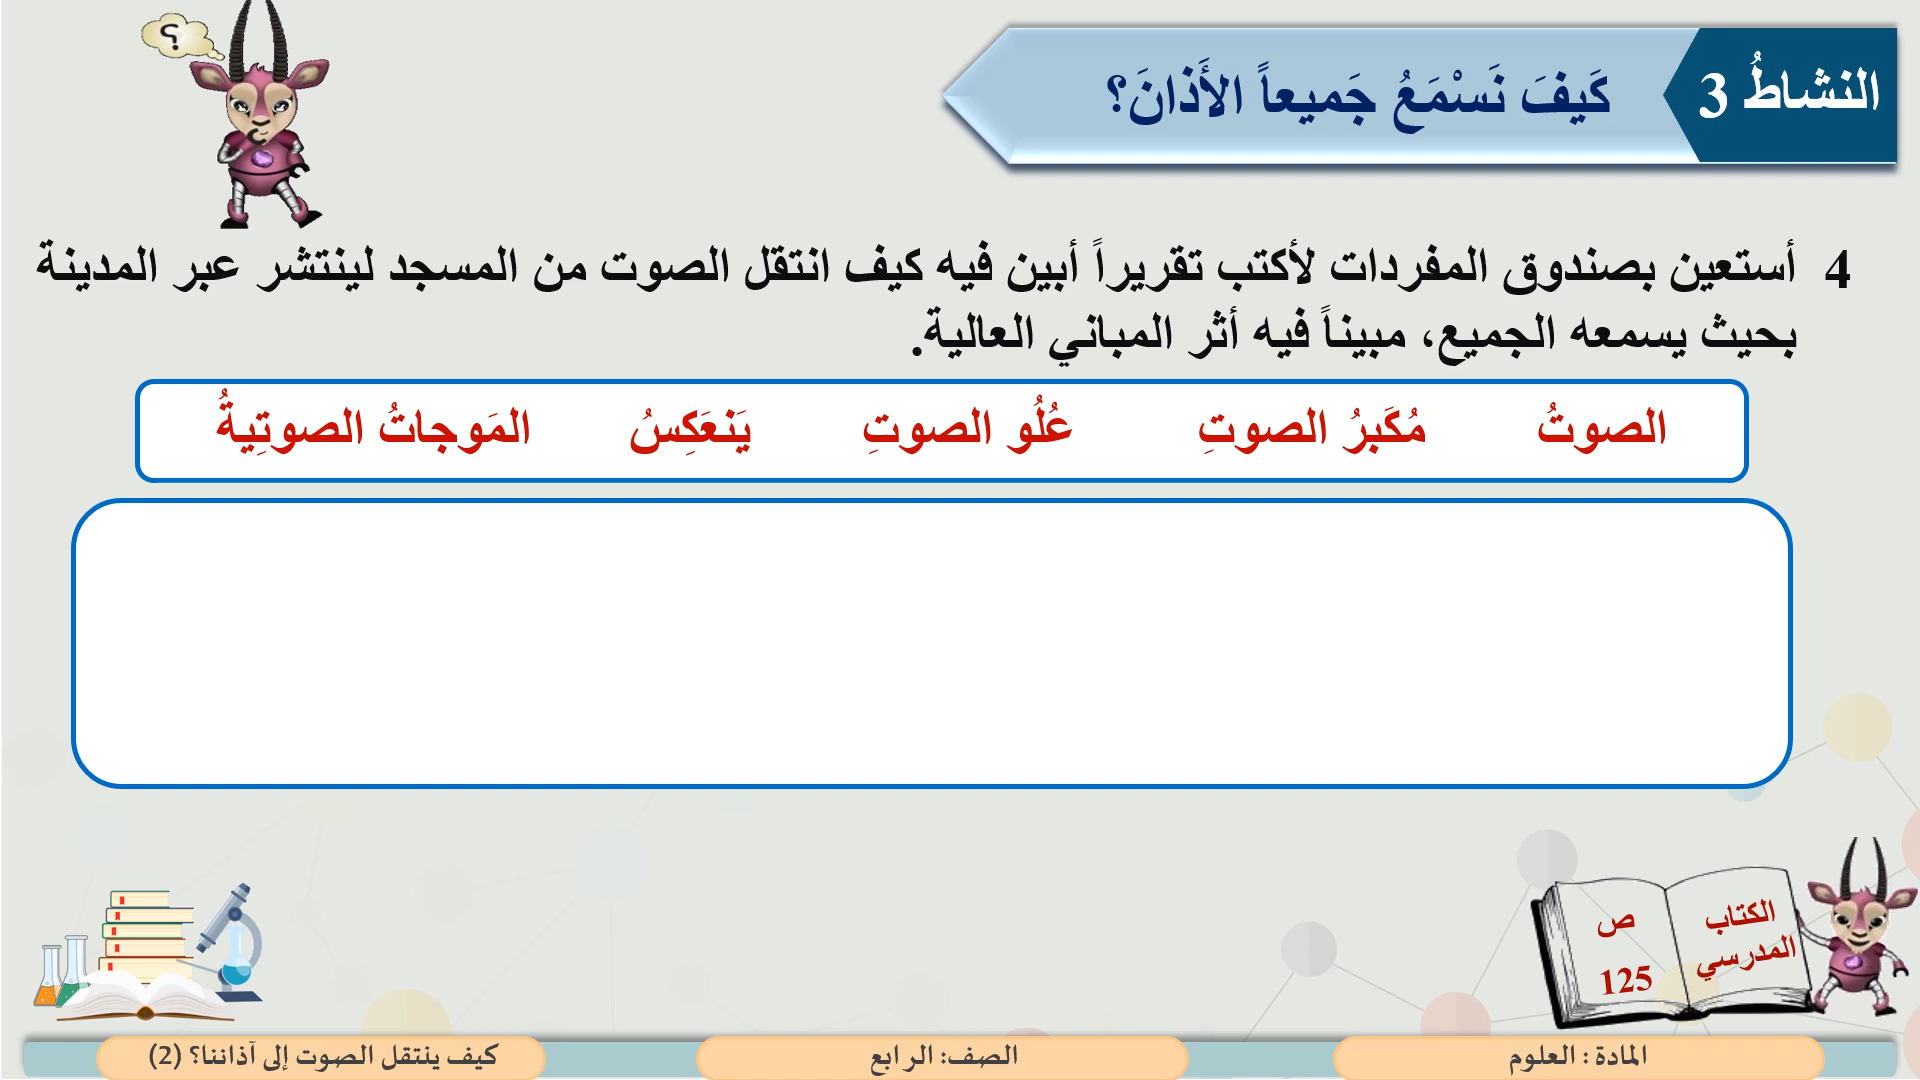 النشاطُ 3
كَيفَ نَسْمَعُ جَميعاً الأَذانَ؟
؟
4 أستعين بصندوق المفردات لأكتب تقريراً أبين فيه كيف انتقل الصوت من المسجد لينتشر عبر المدينة
بحيث يسمعه الجميع، مبيناً فيه أثر المباني العالية.
الصوتُ مُكَبرُ الصوتِ عُلُو الصوتِ يَنعَكِسُ المَوجاتُ الصوتِيةُ
الكتاب
المدرسي
ص
125
المادة : العلوم
الصف: الرابع
كيف ينتقل الصوت إلى آذاننا؟ (2)